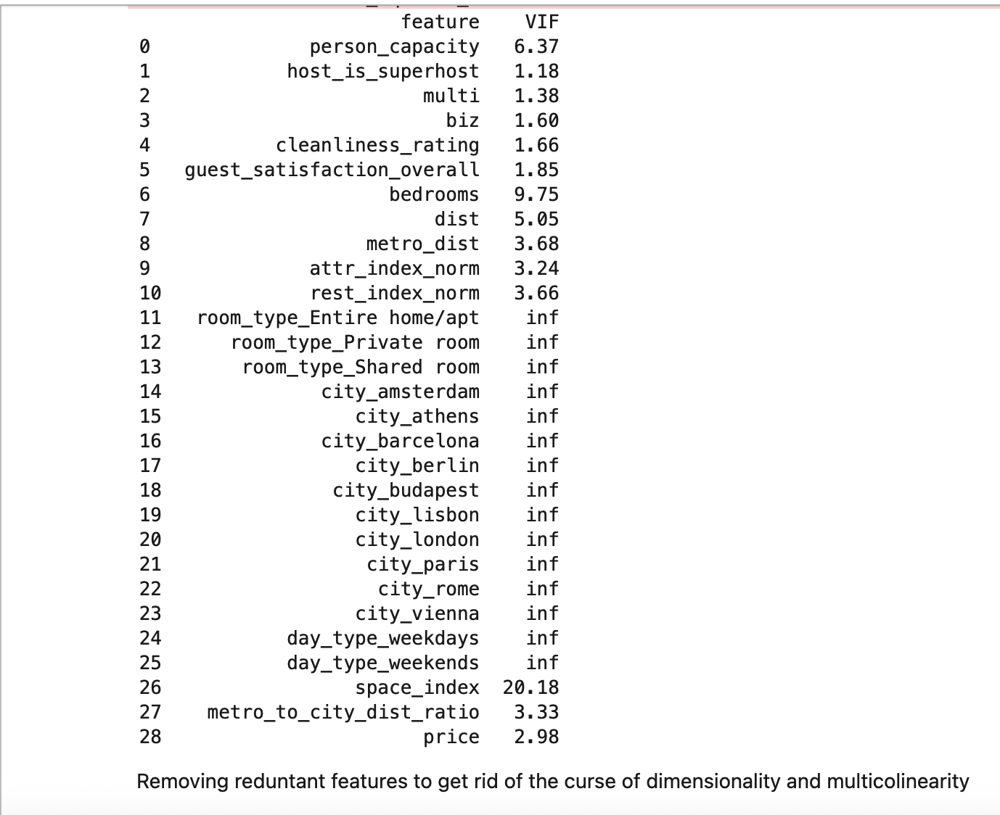 feature VIF
0 person_capacity 6.37
1 host_is_superhost 1.18
2 multi 1.38
3 biz 1.60
4 cleanliness_rating 1.66
5 guest_satisfaction_overall 1.85
6 bedrooms 9.75
7 dist 5.05
8 metro_dist 3.68
9 attr_index_norm 3.24
10 rest_index_norm 3.66
11 room_type_Entire home/apt inf
12 room_type_Private room inf
13 room_type_Shared room inf
14 city_amsterdam inf
15 city_athens inf
16 city_barcelona inf
17 city_berlin inf
18 city_budapest inf
19 city_lisbon inf
20 city_london inf
21 city_paris inf
22 city_rome inf
23 city_vienna inf
24 day_type_weekdays inf
25 day_type_weekends inf
26 space_index 20.18
27 metro_to_city_dist_ratio 3.33
28 price 2.98
Removing reduntant features to get rid of the curse of dimensionality and multicolinearity